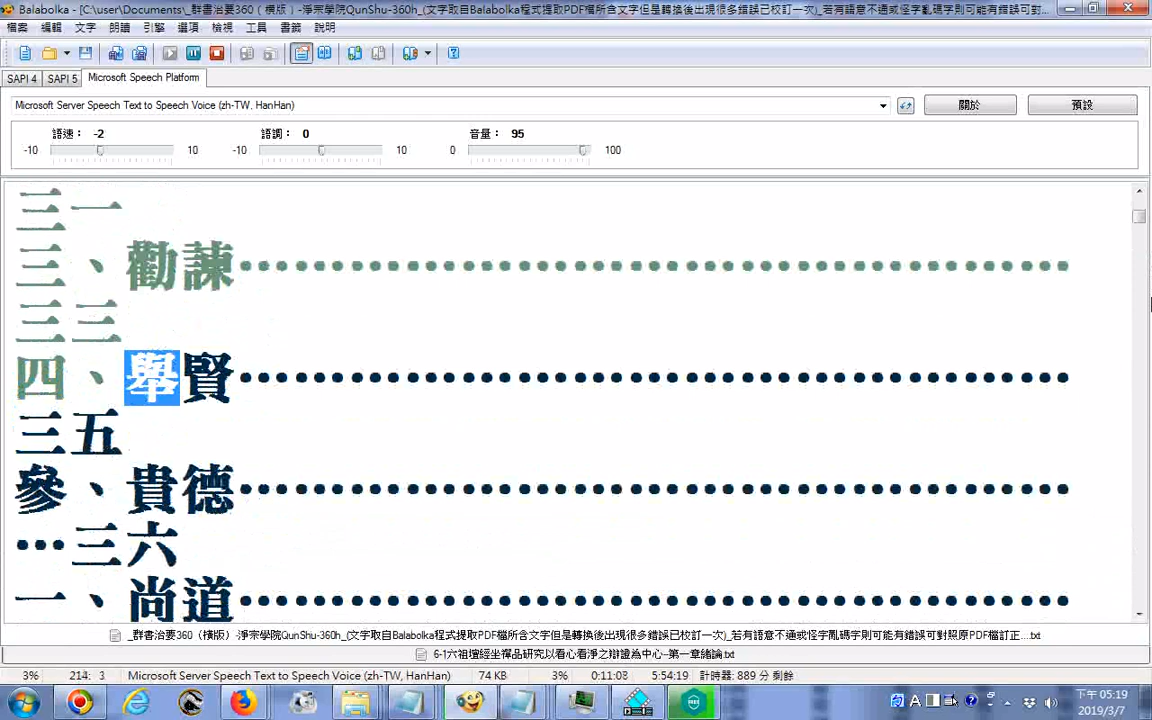 Balabolka - [C:\user\Documents\_群書治要360（橫版）-淨宗學院QunShu-360h_(文字取自Balabolka程式提取PDF檔所含文字但是轉換後出現很多錯誤已校訂一次)_若有語意不通或怪字亂碼字則可能有錯誤可對...
檔案 編輯 文字 朗讀 引擎 選項 檢視 工具 書籤 說明
SAPI 4 SAPI 5 Microsoft Speech Platform
Microsoft Server Speech Text to Speech Voice (zh-TW, HanHan) 關於 預設
語速： -2 語調： 0 音量： 95
-10 10 -10 10 0 100
三一
三、勸諫•••••••••••••••••••••••••••••••••••••••••••••
三三
四、舉賢•••••••••••••••••••••••••••••••••••••••••••••
三五
參、貴德•••••••••••••••••••••••••••••••••••••••••••••
•••三六
一、尚道•••••••••••••••••••••••••••••••••••••••••••••
_群書治要360（橫版）-淨宗學院QunShu-360h_(文字取自Balabolka程式提取PDF檔所含文字但是轉換後出現很多錯誤已校訂一次)_若有語意不通或怪字亂碼字則可能有錯誤可對照原PDF檔訂正....txt
6-1六祖壇經坐禪品研究以看心看淨之辯證為中心--第一章緒論.txt
3% 214: 3 Microsoft Server Speech Text to Speech Voice (zh-TW, HanHan) 74 KB 3% 0:11:08 5:54:19 計時器: 889 分 剩餘
下午 05:19
2019/3/7